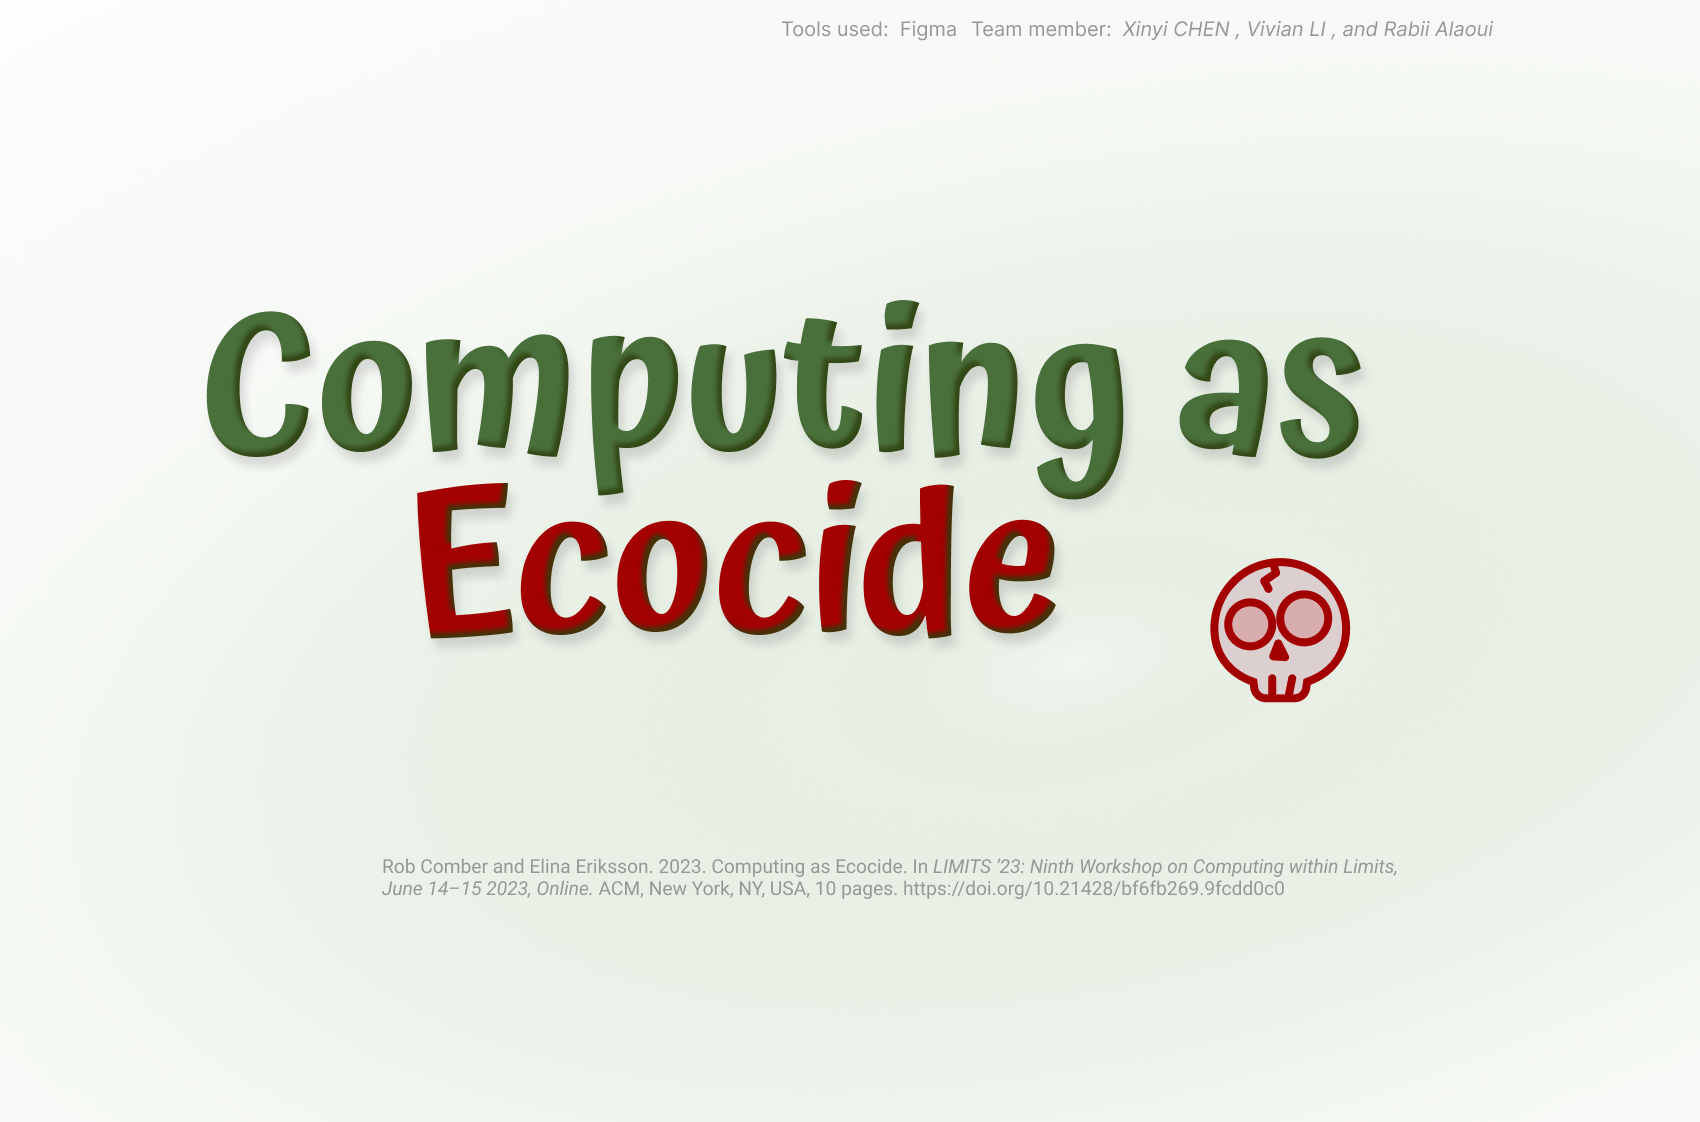 Tools used: Figma Team member: Xinyi CHEN , Vivian LI , and Rabii Alaoui
Computing as
Ecocide
Rob Comber and Elina Eriksson. 2023. Computing as Ecocide. In LIMITS ’23: Ninth Workshop on Computing within Limits,
June 14–15 2023, Online. ACM, New York, NY, USA, 10 pages. https://doi.org/10.21428/bf6fb269.9fcdd0c0